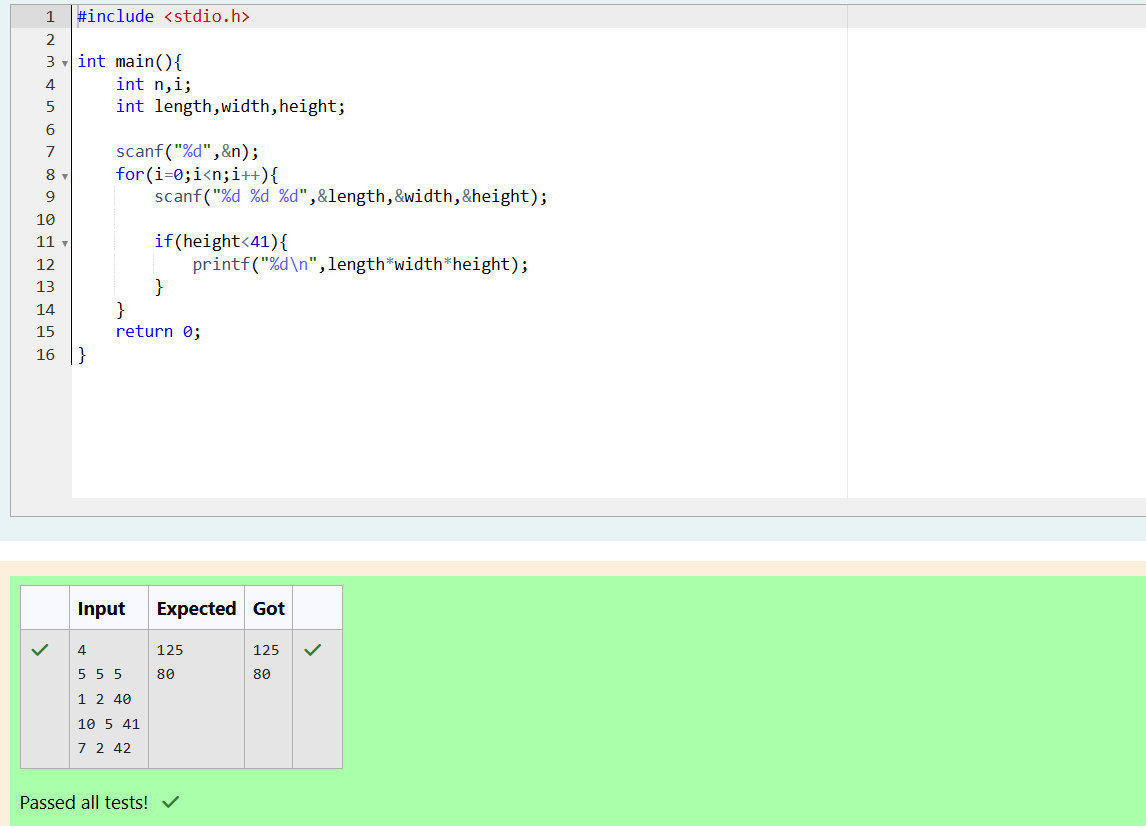 1 #include <stdio.h>
2
3 int main(){
4     int n,i;
5     int length,width,height;
6
7     scanf("%d",&n);
8     for(i=0;i<n;i++){
9         scanf("%d %d %d",&length,&width,&height);
10
11         if(height<41){
12             printf("%d\n",length*width*height);
13         }
14     }
15     return 0;
16 }
Input Expected Got
4 125 125
5 5 5 80 80
1 2 40
10 5 41
7 2 42
Passed all tests!